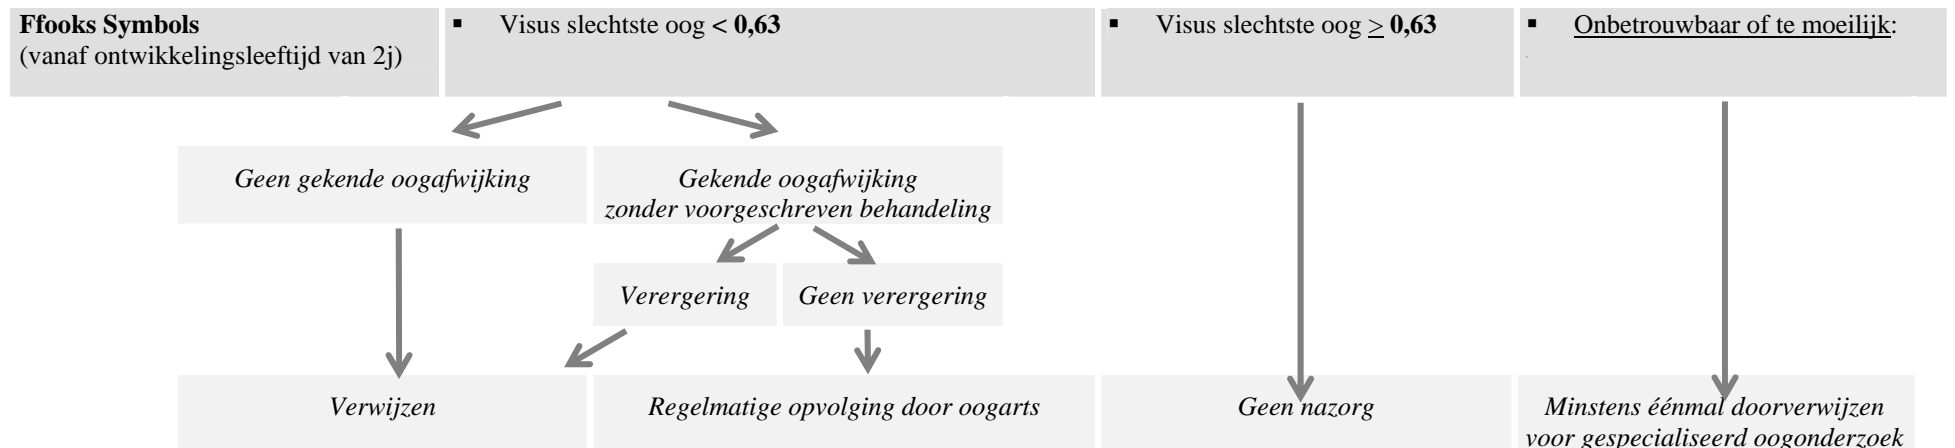 Ffooks Symbols
(vanaf ontwikkelingsleeftijd van 2j)
▪ Visus slechtste oog < 0,63
▪ Visus slechtste oog ≥ 0,63
▪ Onbetrouwbaar of te moeilijk:
Geen gekende oogafwijking
Gekende oogafwijking
zonder voorgeschreven behandeling
Verergering
Geen verergering
Verwijzen
Regelmatige opvolging door oogarts
Geen nazorg
Minstens éénmal doorverwijzen
voor gespecialiseerd oogonderzoek